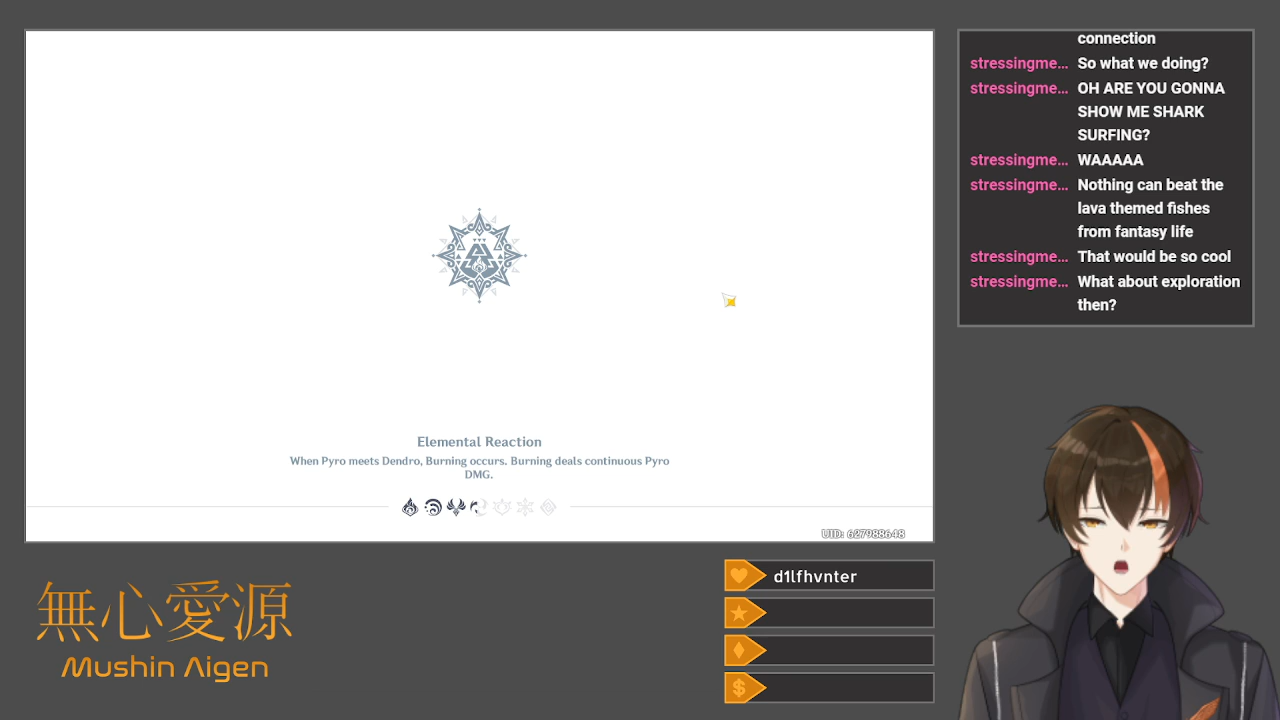 connection
stressingme... So what we doing?
stressingme... OH ARE YOU GONNA
SHOW ME SHARK
SURFING?
stressingme... WAAAAA
stressingme... Nothing can beat the
lava themed fishes
from fantasy life
stressingme... That would be so cool
stressingme... What about exploration
then?
Elemental Reaction
When Pyro meets Dendro, Burning occurs. Burning deals continuous Pyro
DMG.
UID: 627988648
d1lfhvnter
無心愛源
Mushin Aigen